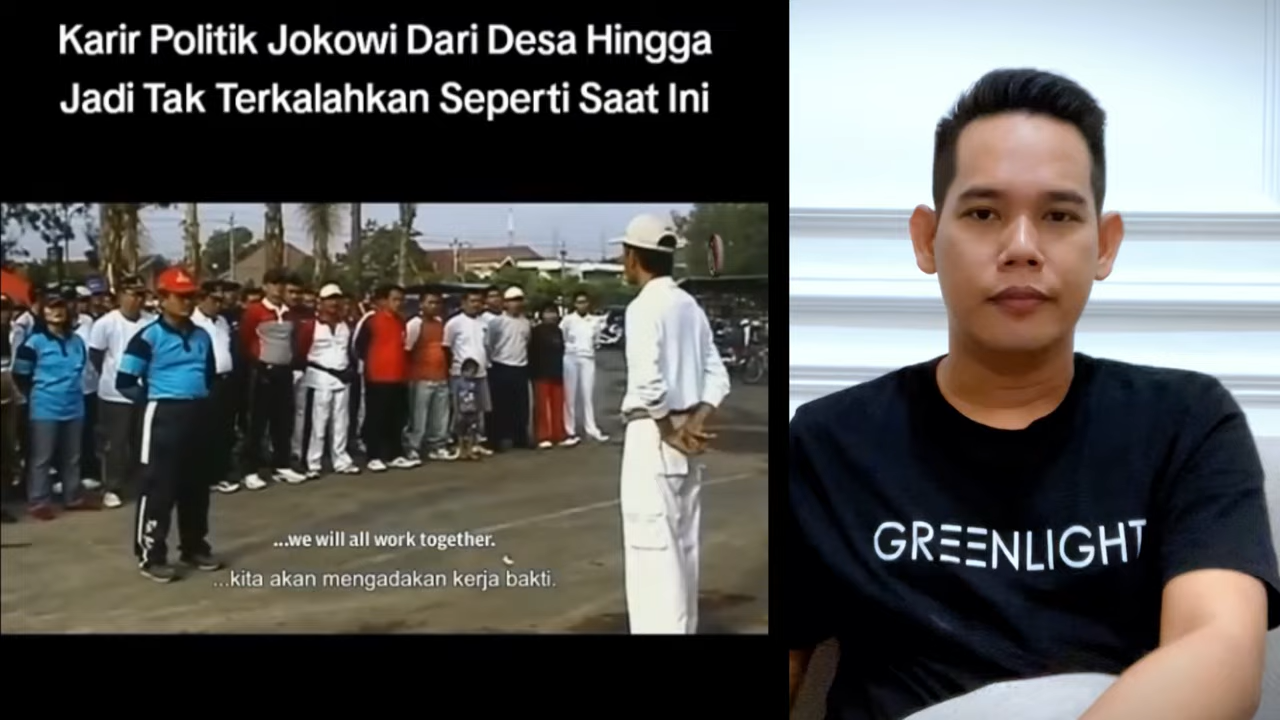 Karir Politik Jokowi Dari Desa Hingga
Jadi Tak Terkalahkan Seperti Saat Ini
...we will all work together.
...kita akan mengadakan kerja bakti.
GREENLIGHT